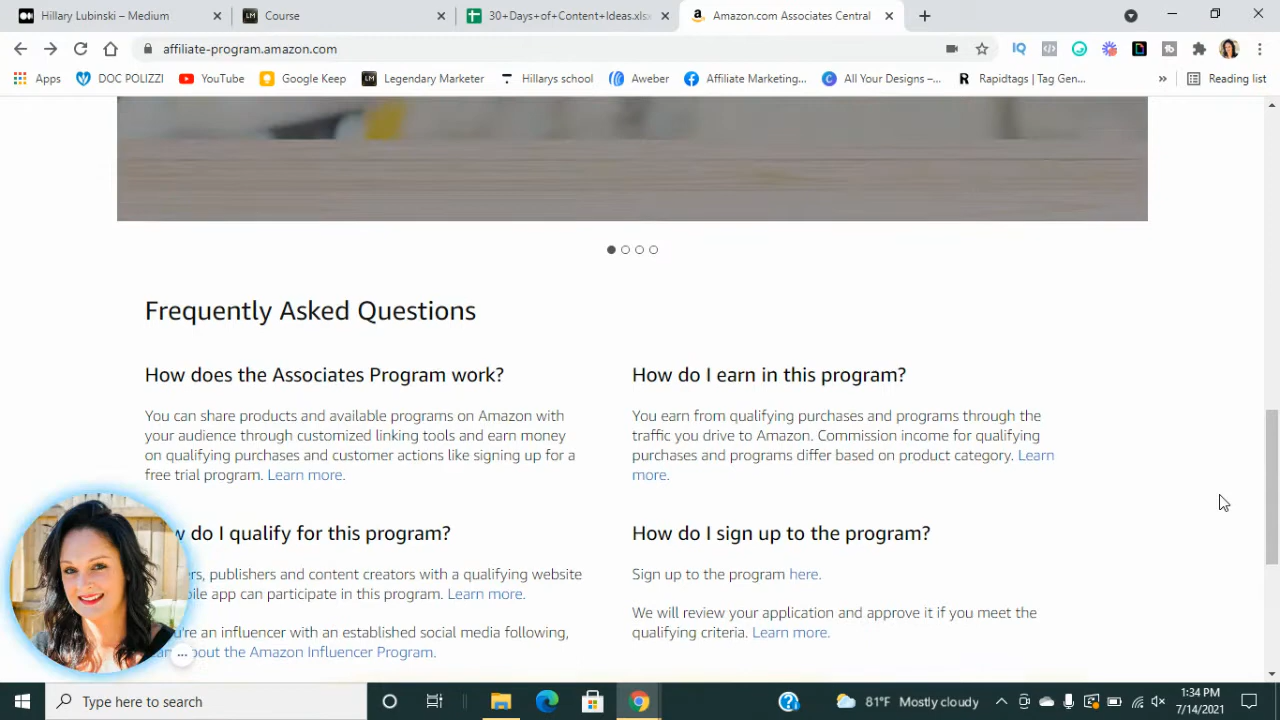 Hillary Lubinski – Medium
Course
30+Days+of+Content+Ideas.xlsx
Amazon.com Associates Central
affiliate-program.amazon.com
Apps
DOC POLIZZI
YouTube
Google Keep
Legendary Marketer
Hillarys school
Aweber
Affiliate Marketing...
All Your Designs –...
Rapidtags | Tag Gen...
»
Reading list
Frequently Asked Questions
How does the Associates Program work?
You can share products and available programs on Amazon with
your audience through customized linking tools and earn money
on qualifying purchases and customer actions like signing up for a
free trial program. Learn more.
How do I earn in this program?
You earn from qualifying purchases and programs through the
traffic you drive to Amazon. Commission income for qualifying
purchases and programs differ based on product category. Learn
more.
do I qualify for this program?
publishers and content creators with a qualifying website
app can participate in this program. Learn more.
an influencer with an established social media following,
about the Amazon Influencer Program.
How do I sign up to the program?
Sign up to the program here.
We will review your application and approve it if you meet the
qualifying criteria. Learn more.
Type here to search
81°F Mostly cloudy
1:34 PM
7/14/2021